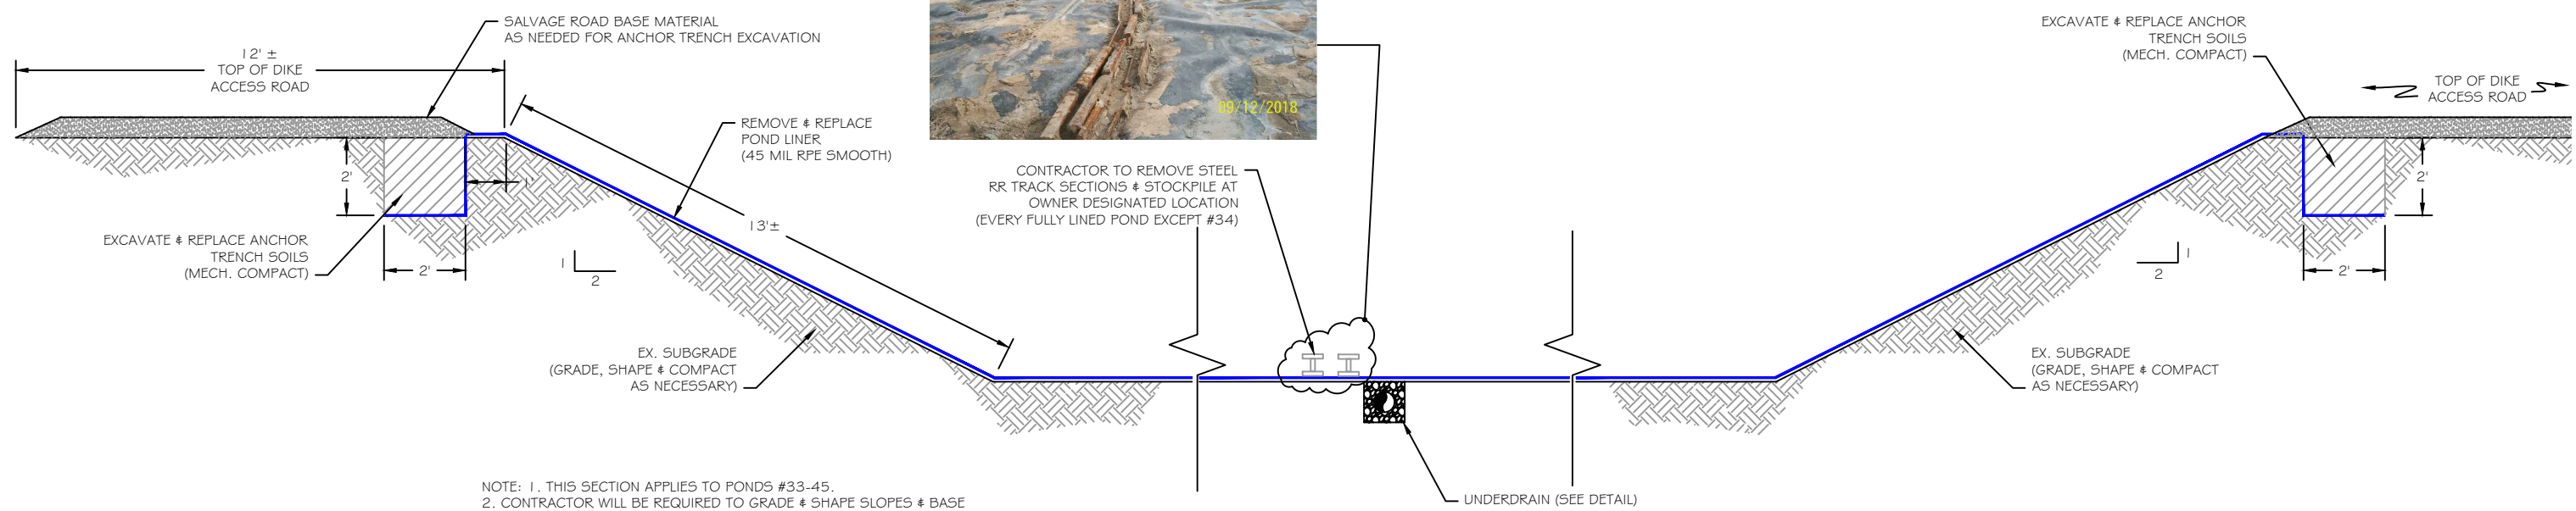 SALVAGE ROAD BASE MATERIAL
AS NEEDED FOR ANCHOR TRENCH EXCAVATION
12' ±
TOP OF DIKE
ACCESS ROAD
2'
1'
EXCAVATE & REPLACE ANCHOR
TRENCH SOILS
(MECH. COMPACT)
2'
REMOVE & REPLACE
POND LINER
(45 MIL RPE SMOOTH)
13'±
1
2
EX. SUBGRADE
(GRADE, SHAPE & COMPACT
AS NECESSARY)
09/12/2018
CONTRACTOR TO REMOVE STEEL
RR TRACK SECTIONS & STOCKPILE AT
OWNER DESIGNATED LOCATION
(EVERY FULLY LINED POND EXCEPT #34)
EXCAVATE & REPLACE ANCHOR
TRENCH SOILS
(MECH. COMPACT)
TOP OF DIKE
ACCESS ROAD
2'
2'
1
2
EX. SUBGRADE
(GRADE, SHAPE & COMPACT
AS NECESSARY)
UNDERDRAIN (SEE DETAIL)
NOTE: 1. THIS SECTION APPLIES TO PONDS #33-45.
2. CONTRACTOR WILL BE REQUIRED TO GRADE & SHAPE SLOPES & BASE